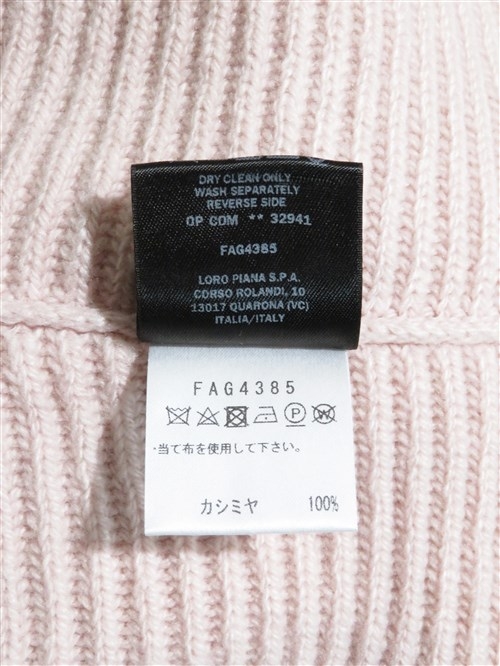 DRY CLEAN ONLY
WASH SEPARATELY
REVERSE SIDE
OP COM ** 32941
FAG4385
LORO PIANA S.P.A.
CORSO ROLANDI, 10
13017 QUARONA (VC)
ITALIA/ITALY
FAG4385
P W
・当て布を使用して下さい。
カシミヤ 100%